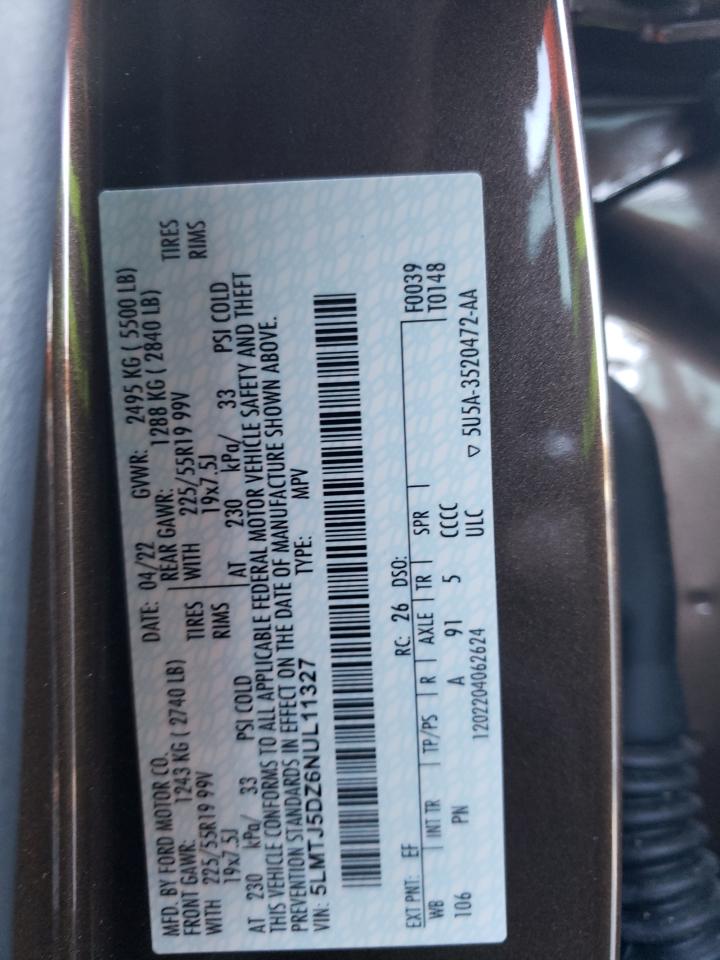 MFD. BY FORD MOTOR CO. DATE: 04/22 GVWR: 2495 KG ( 5500 LB)
FRONT GAWR: 1243 KG ( 2740 LB) REAR GAWR: 1288 KG ( 2840 LB)
WITH 225/55R19 99V TIRES WITH 225/55R19 99V TIRES
19x7.5J RIMS 19x7.5J RIMS
AT 230 kPa/ 33 PSI COLD AT 230 kPa/ 33 PSI COLD
THIS VEHICLE CONFORMS TO ALL APPLICABLE FEDERAL MOTOR VEHICLE SAFETY AND THEFT
PREVENTION STANDARDS IN EFFECT ON THE DATE OF MANUFACTURE SHOWN ABOVE.
VIN: 5LMTJ5DZ6NUL11327 TYPE: MPV
EXT PNT: EF RC: 26 DSO: F0039
WB INT TR TP/PS R AXLE TR SPR T0148
106 PN A 91 5 CCCC
ULC
1202204062624 ▽ 5U5A-3520472-AA